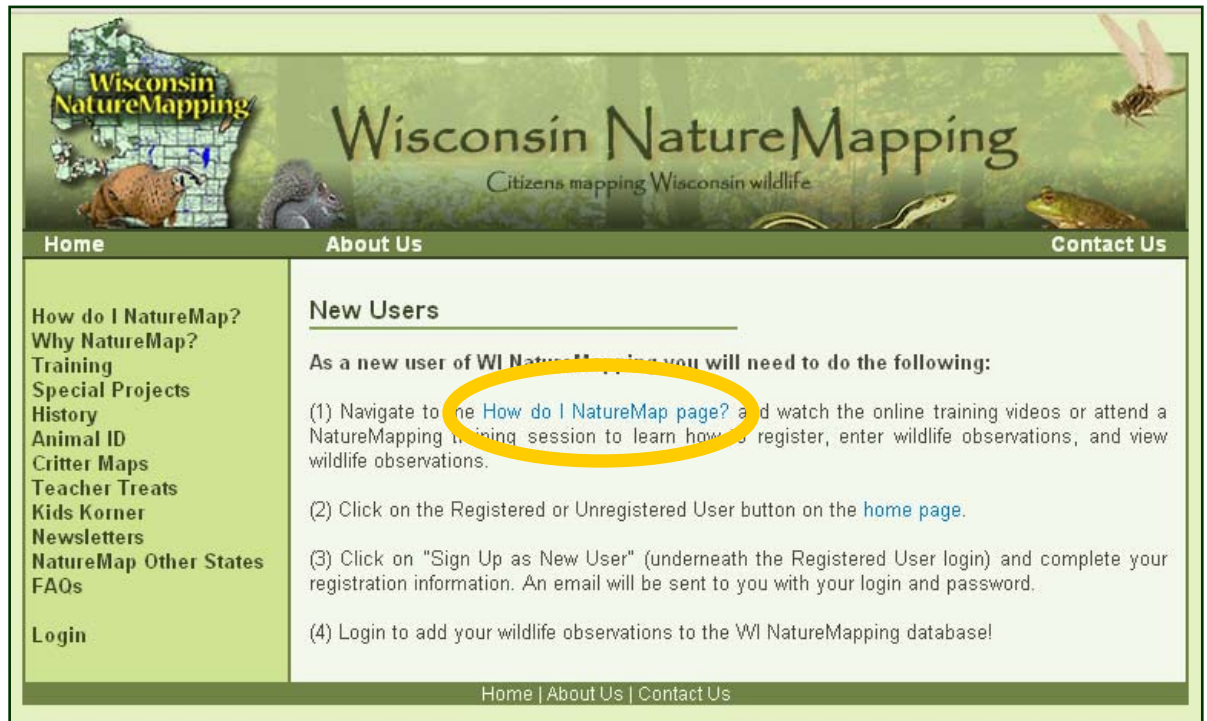 Wisconsin
NatureMapping
Wisconsin NatureMapping
Citizens mapping Wisconsin wildlife
Home About Us Contact Us
How do I NatureMap?
Why NatureMap?
Training
Special Projects
History
Animal ID
Critter Maps
Teacher Treats
Kids Korner
Newsletters
NatureMap Other States
FAQs
Login
New Users
As a new user of WI NatureMapping you will need to do the following:
(1) Navigate to the How do I NatureMap page? and watch the online training videos or attend a
NatureMapping training session to learn how to register, enter wildlife observations, and view
wildlife observations.
(2) Click on the Registered or Unregistered User button on the home page.
(3) Click on "Sign Up as New User" (underneath the Registered User login) and complete your
registration information. An email will be sent to you with your login and password.
(4) Login to add your wildlife observations to the WI NatureMapping database!
Home | About Us | Contact Us